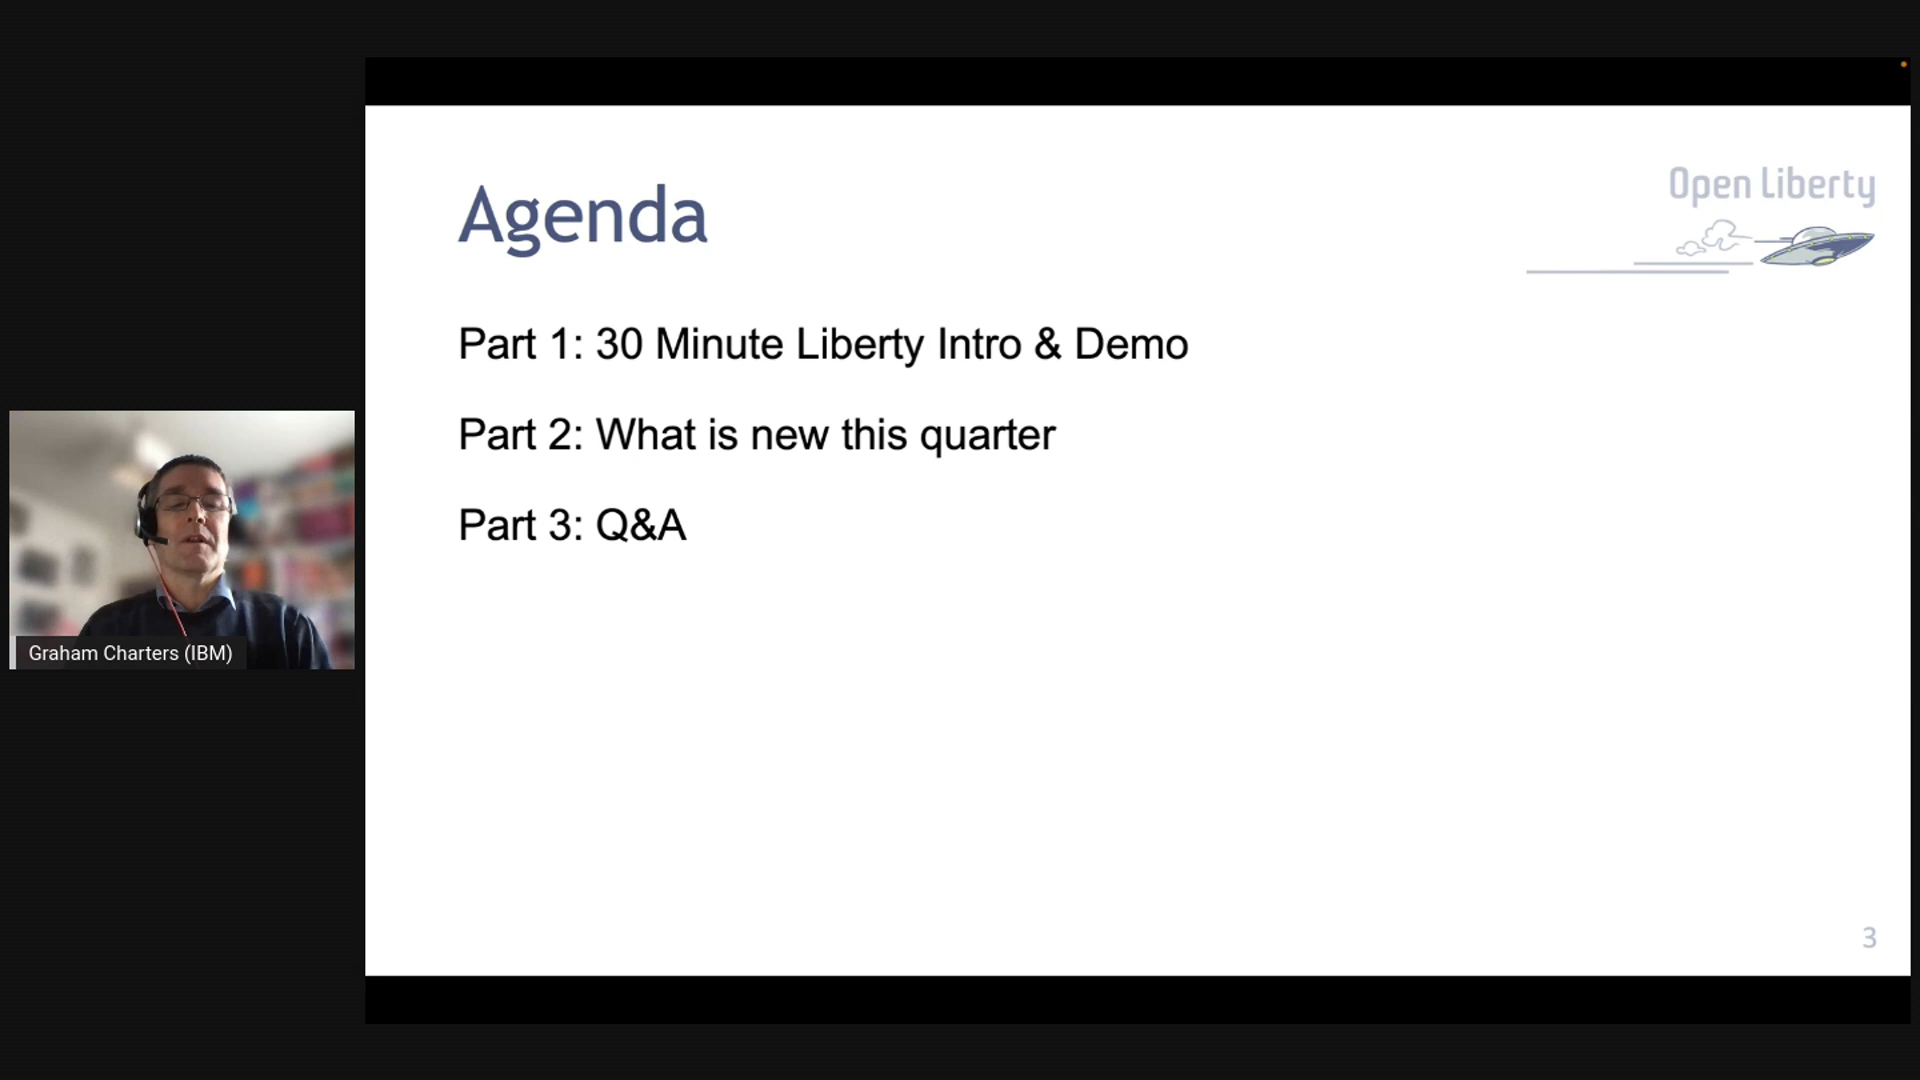 Agenda
Open Liberty
Part 1: 30 Minute Liberty Intro & Demo
Part 2: What is new this quarter
Part 3: Q&A
Graham Charters (IBM)
3